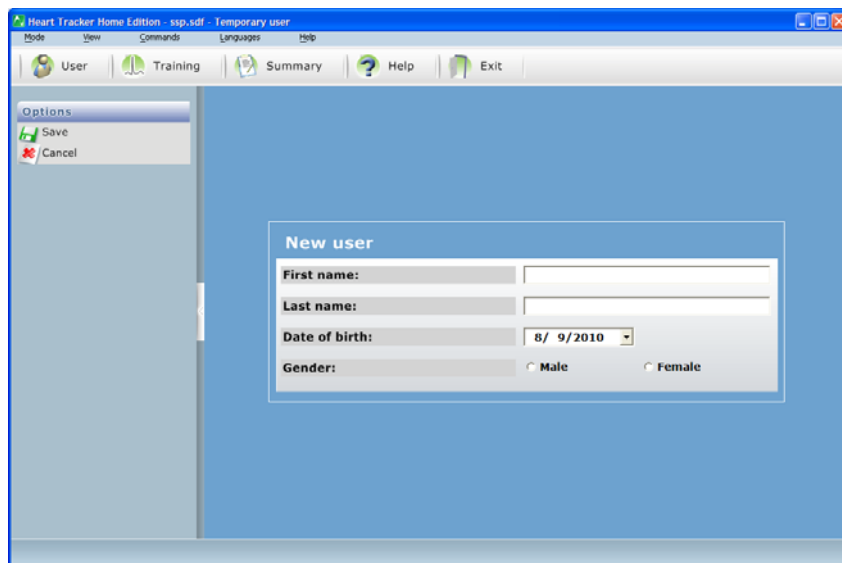 Heart Tracker Home Edition - ssp.sdf - Temporary user
Mode View Commands Languages Help
User Training Summary ? Help Exit
Options
Save
Cancel
New user
First name:
Last name:
Date of birth: 8/ 9/2010
Gender: Male Female